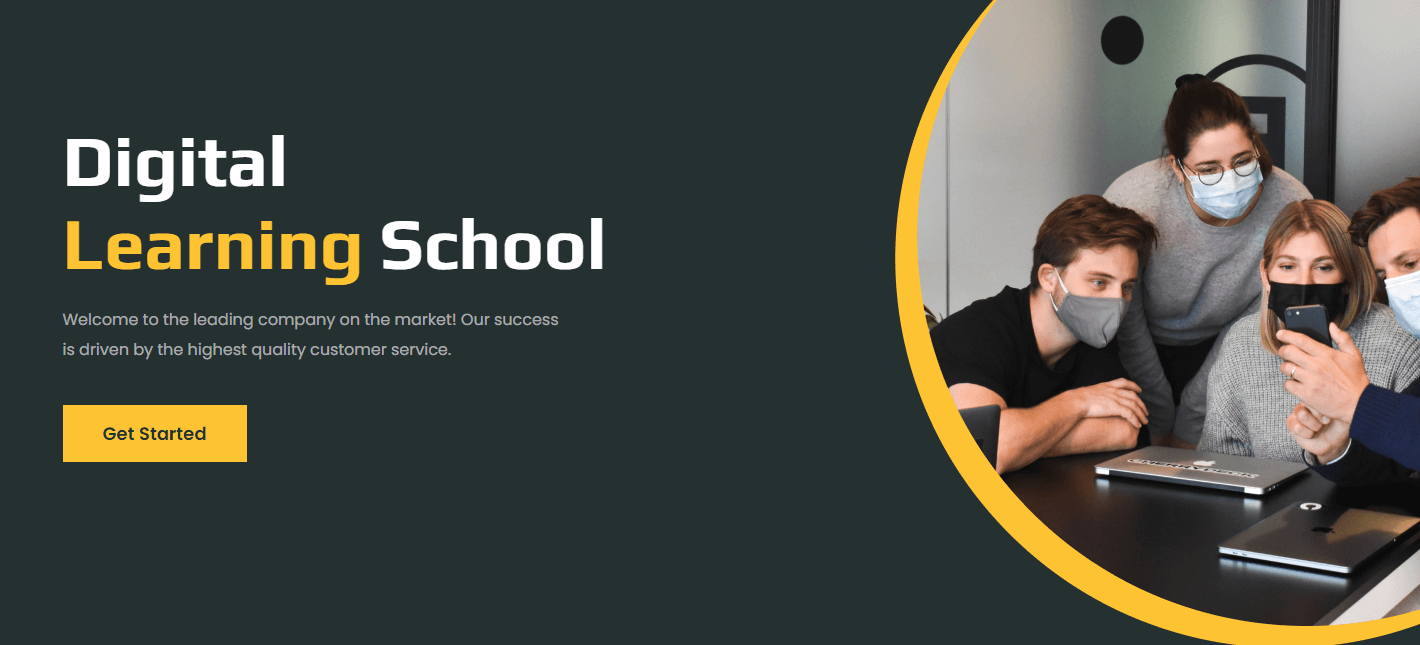 Digital
Learning School
Welcome to the leading company on the market! Our success
is driven by the highest quality customer service.
Get Started